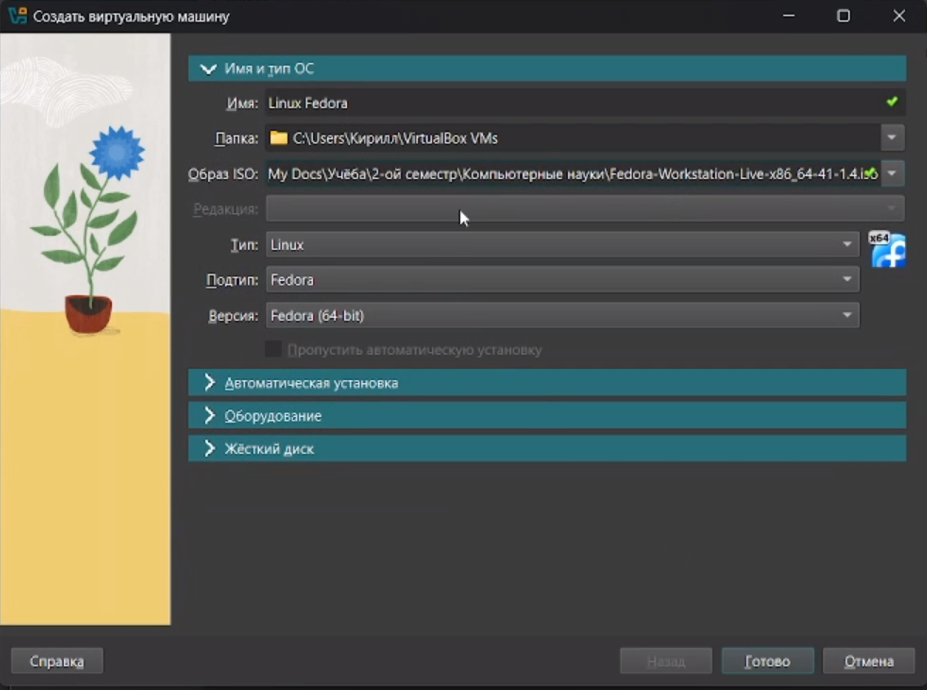 Создать виртуальную машину
Имя и тип ОС
Имя: Linux Fedora
Папка: C:\Users\Кирилл\VirtualBox VMs
Образ ISO: My Docs\Учёба\2-ой семестр\Компьютерные науки\Fedora-Workstation-Live-x86_64-41-1.4.iso
Редакция:
Тип: Linux
x64
Подтип: Fedora
Версия: Fedora (64-bit)
Пропустить автоматическую установку
Автоматическая установка
Оборудование
Жёсткий диск
Справка Назад Готово Отмена